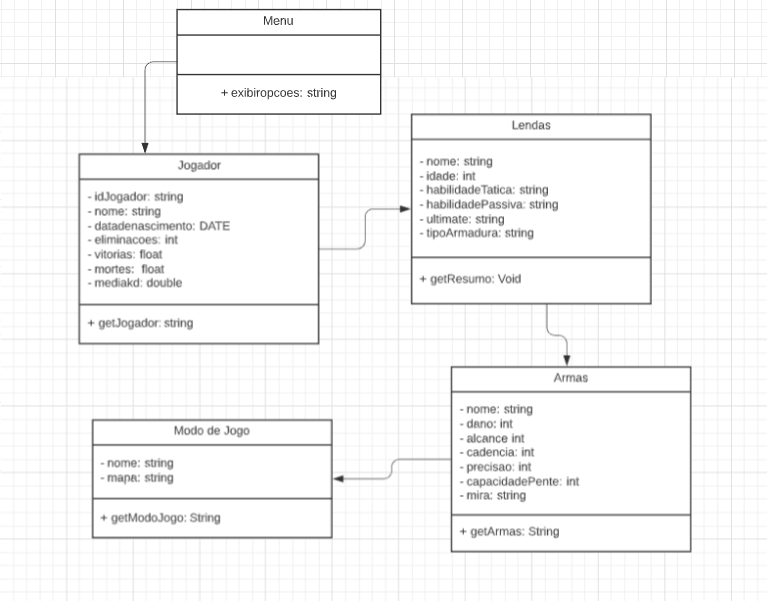 Menu
+ exibiropcoes: string
Jogador
- idJogador: string
- nome: string
- datadenascimento: DATE
- eliminacoes: int
- vitorias: float
- mortes: float
- mediakd: double
+ getJogador: string
Lendas
- nome: string
- idade: int
- habilidadeTatica: string
- habilidadePassiva: string
- ultimate: string
- tipoArmadura: string
+ getResumo: Void
Armas
- nome: string
- dano: int
- alcance int
- cadencia: int
- precisao: int
- capacidadePente: int
- mira: string
+ getArmas: String
Modo de Jogo
- nome: string
- mapa: string
+ getModoJogo: String